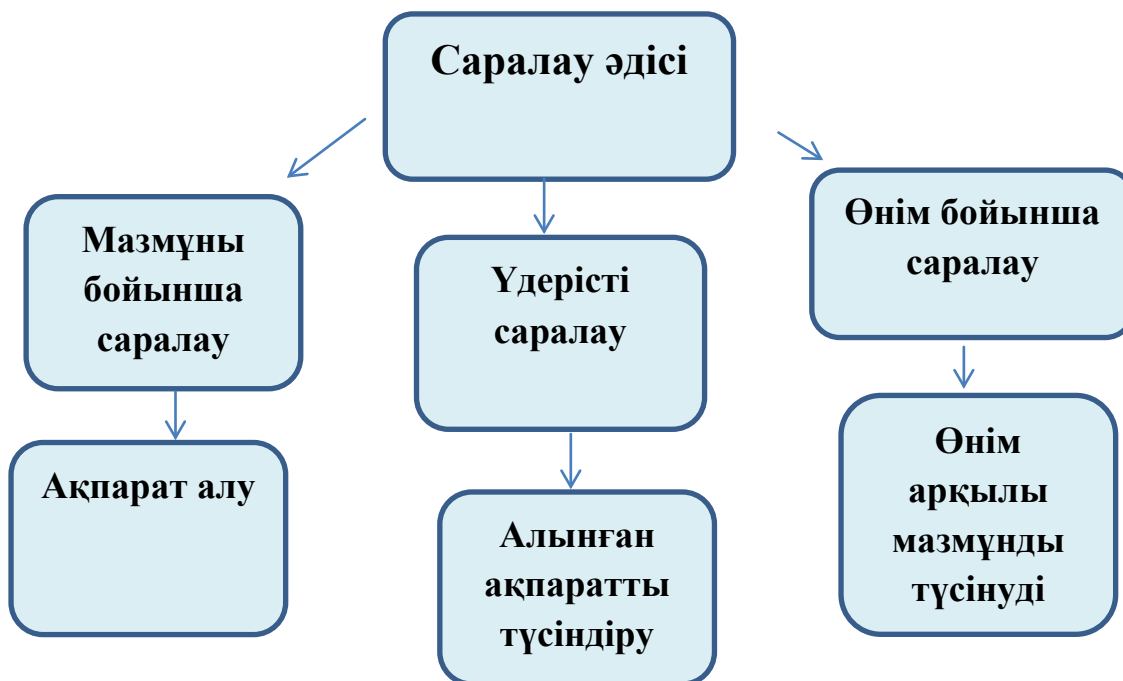 Саралау әдісі
Мазмұны
бойынша
саралау
Үдерісті
саралау
Өнім бойынша
саралау
Ақпарат алу
Алынған
ақпаратты
түсіндіру
Өнім
арқылы
мазмұнды
түсінуді